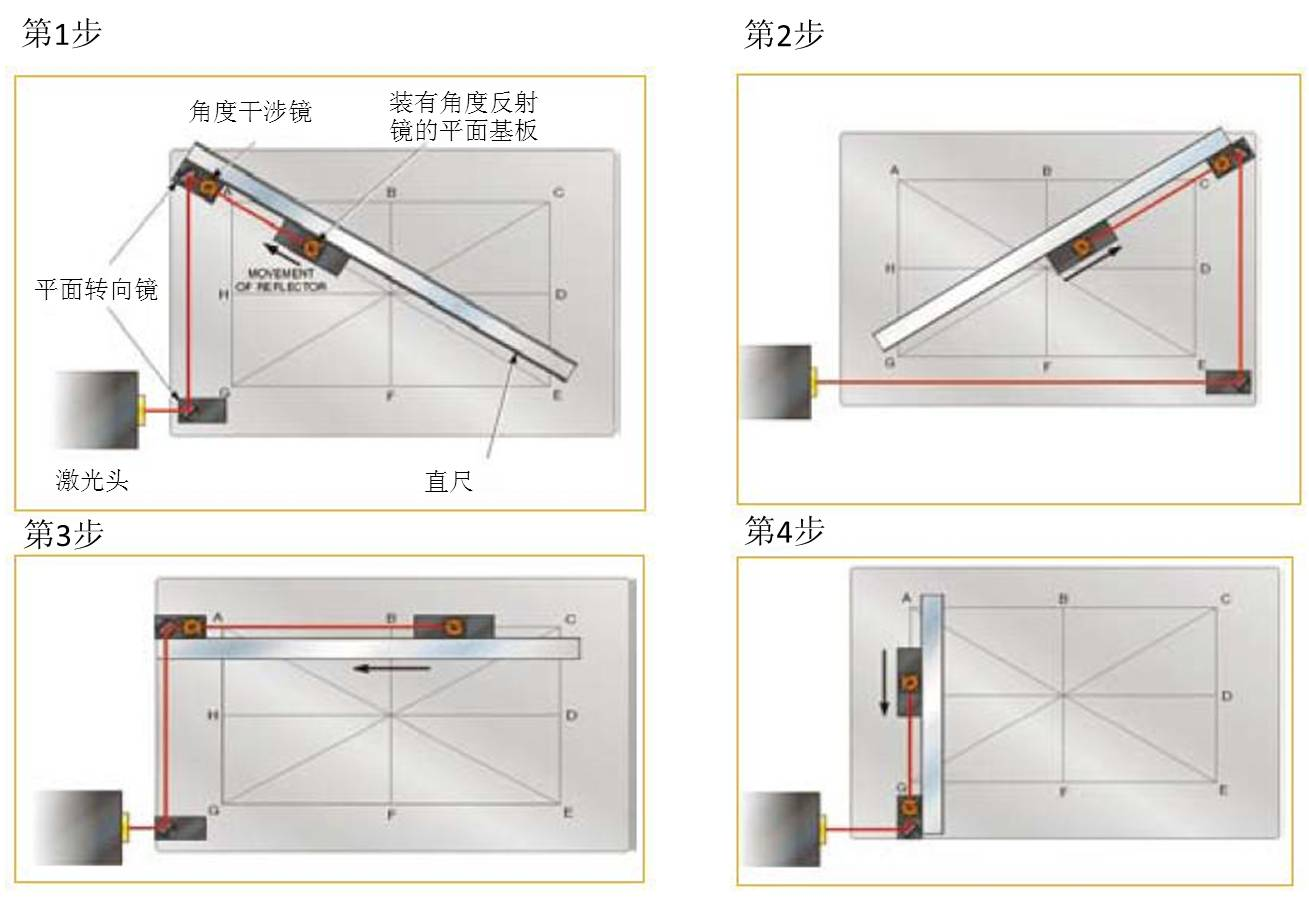 第1步
角度干涉镜
装有角度反射
镜的平面基板
A
B
C
MOVEMENT
OF REFLECTOR
平面转向镜
H
D
G
F
E
激光头
直尺
第2步
A
B
C
H
D
G
F
E
第3步
A
B
C
H
D
G
F
E
第4步
A
B
C
D
G
F
E